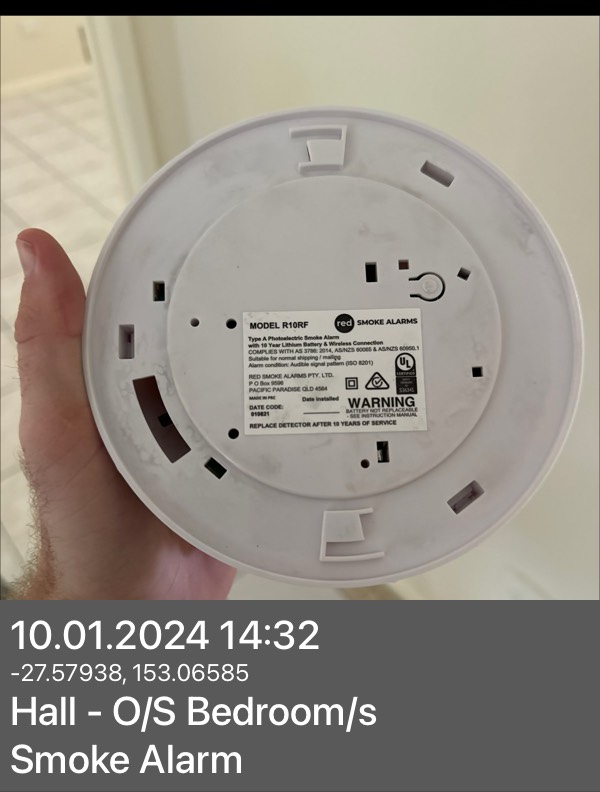 MODEL R10RF
red SMOKE ALARMS
Type A Photoelectric Smoke Alarm
with 10 Year Lithium Battery & Wireless Connection
COMPLIES WITH AS 3786: 2014, AS/NZS 60065 & AS/NZS 60950.1
Suitable for normal shipping / mailing
Alarm condition: Audible signal pattern (ISO 8201)
RED SMOKE ALARMS PTY. LTD.
P O Box 9598
PACIFIC PARADISE QLD 4564
MADE IN PRC
Date installed
DATE CODE:
010821
UL
CERTIFIED
WARNING
BATTERY NOT REPLACEABLE
- SEE INSTRUCTION MANUAL
REPLACE DETECTOR AFTER 10 YEARS OF SERVICE
10.01.2024 14:32
-27.57938, 153.06585
Hall - O/S Bedroom/s
Smoke Alarm